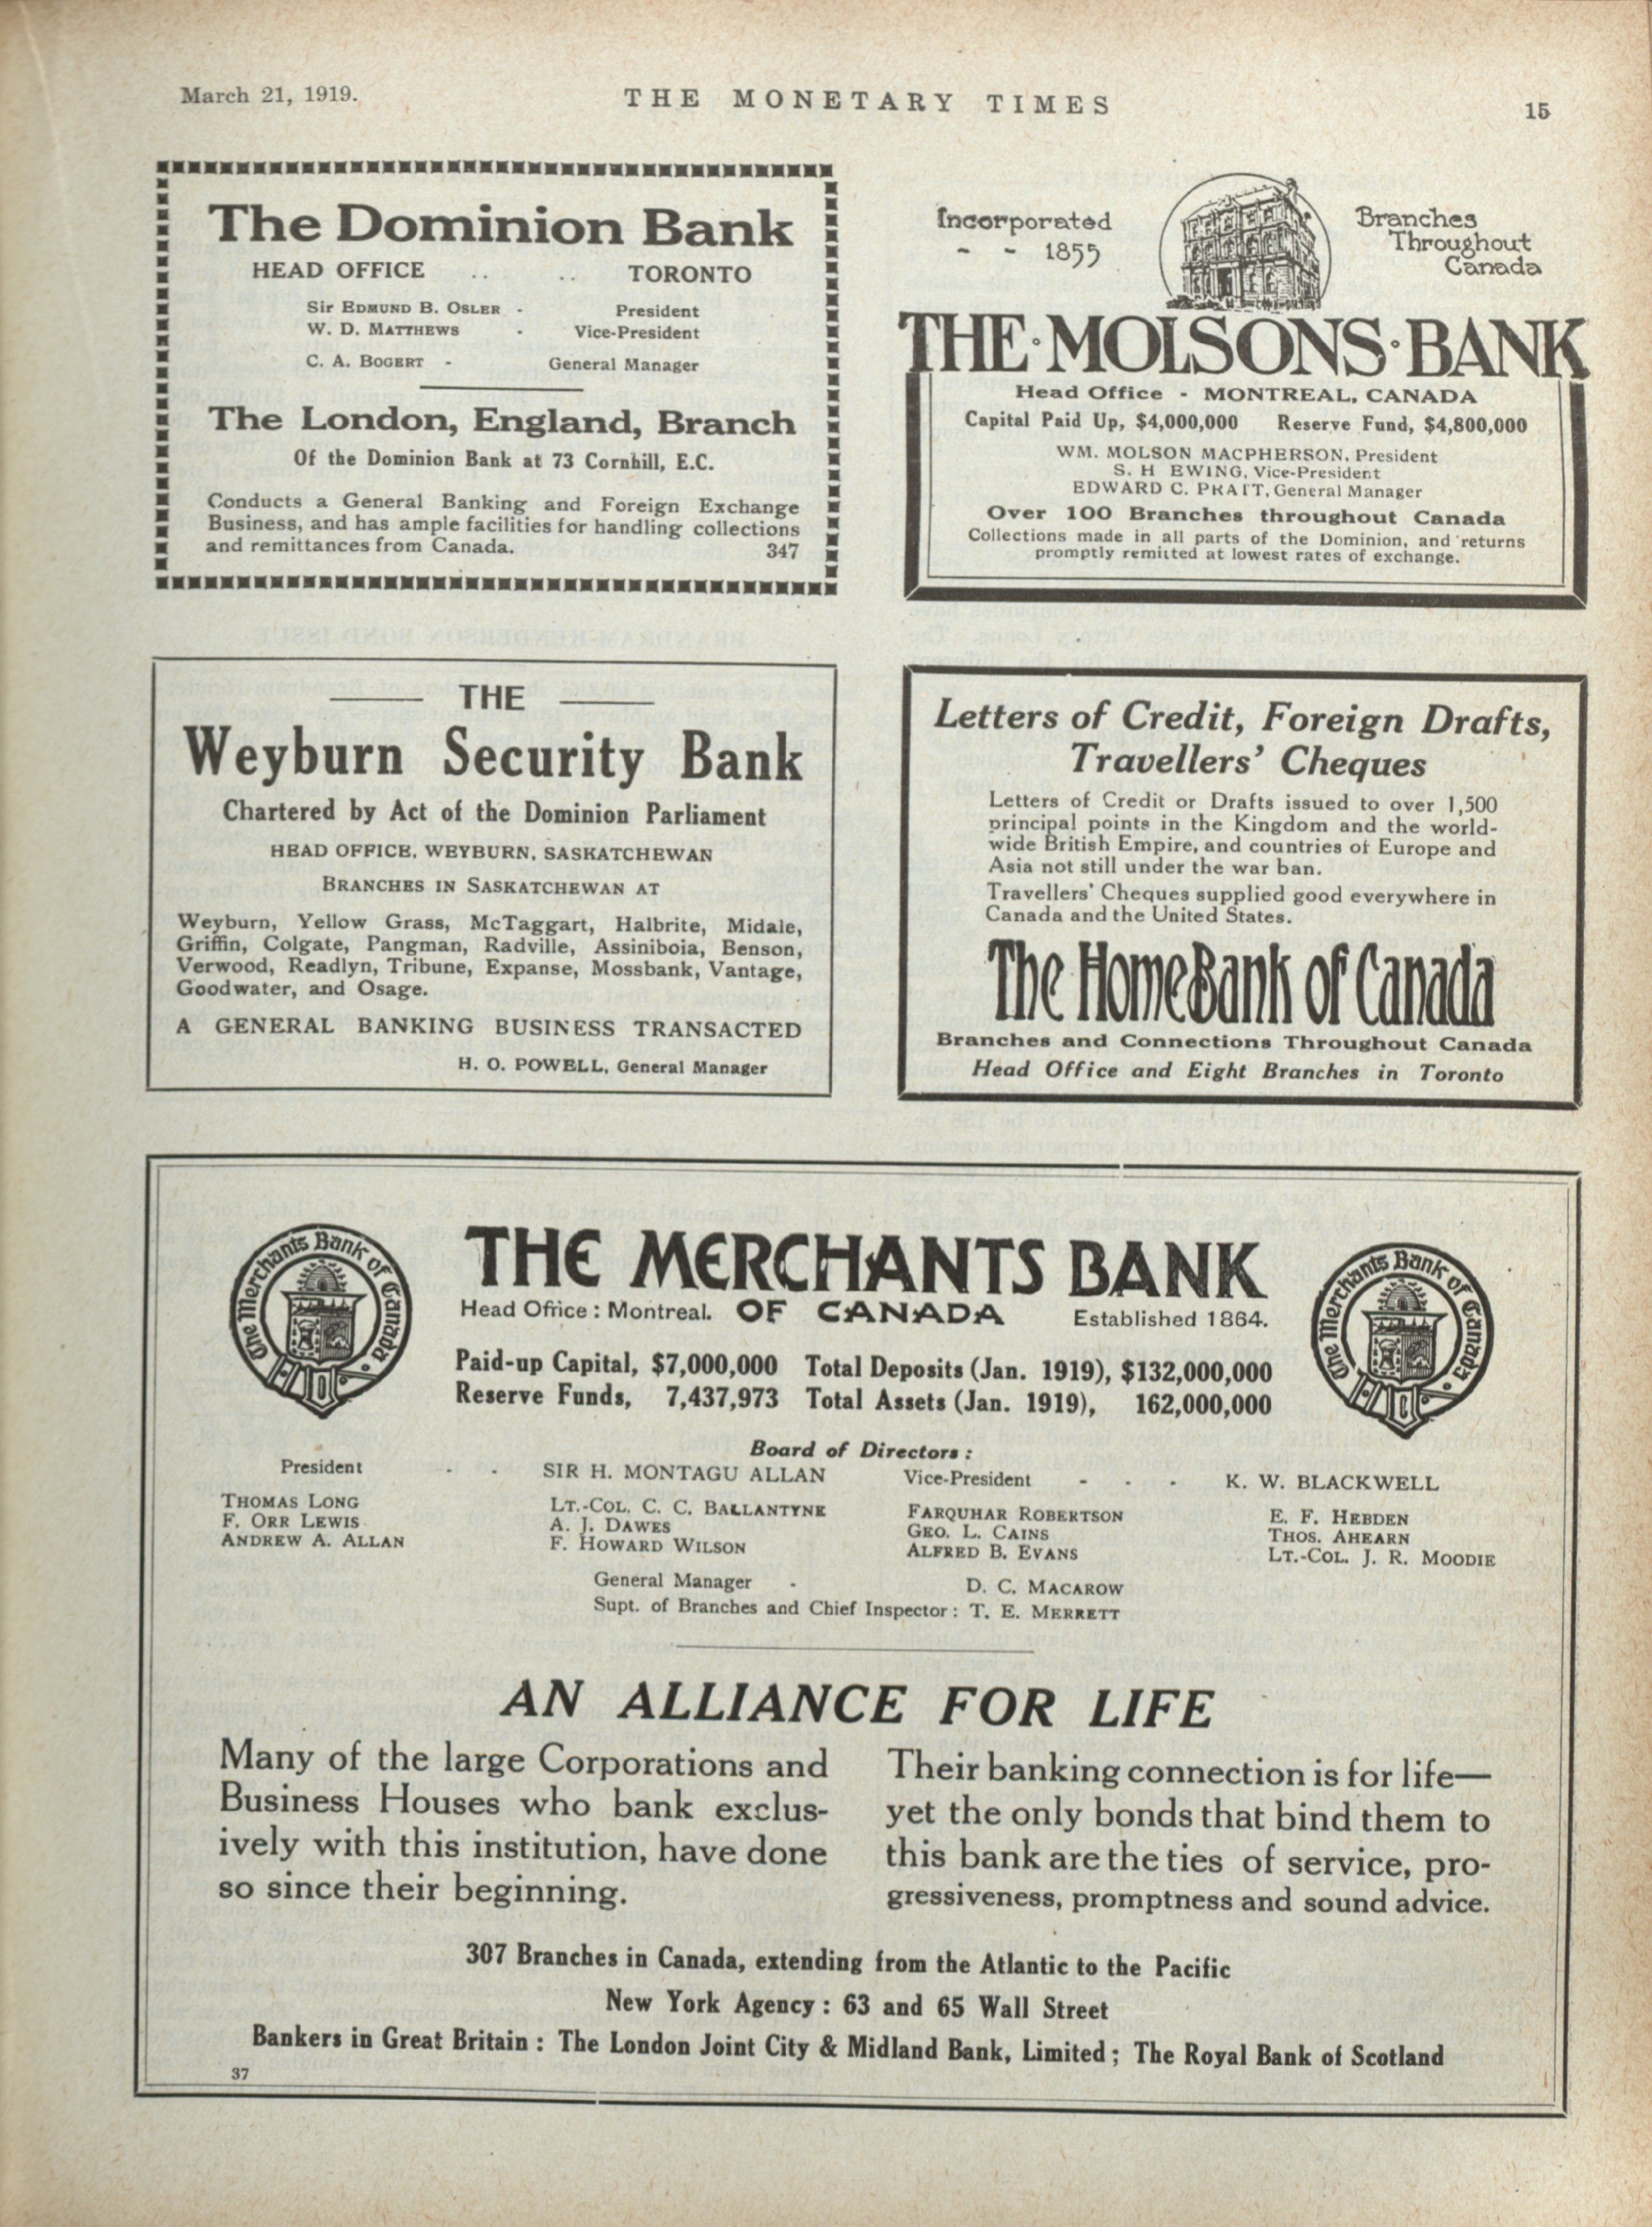 March 21, 1919.
THE MONETARY TIMES
15
The Dominion Bank
HEAD OFFICE .. .. TORONTO
Sir EDMUND B. OSLER - President
W. D. MATTHEWS - Vice-President
C. A. BOGERT - General Manager
The London, England, Branch
Of the Dominion Bank at 73 Cornhill, E.C.
Conducts a General Banking and Foreign Exchange
Business, and has ample facilities for handling collections
and remittances from Canada. 347
Incorporated
- - 1855
Branches
Throughout
Canada
THE·MOLSONS·BANK
Head Office - MONTREAL, CANADA
Capital Paid Up, $4,000,000 Reserve Fund, $4,800,000
WM. MOLSON MACPHERSON, President
S. H EWING, Vice-President
EDWARD C. PRATT, General Manager
Over 100 Branches throughout Canada
Collections made in all parts of the Dominion, and returns
promptly remitted at lowest rates of exchange.
THE
Weyburn Security Bank
Chartered by Act of the Dominion Parliament
HEAD OFFICE, WEYBURN, SASKATCHEWAN
BRANCHES IN SASKATCHEWAN AT
Weyburn, Yellow Grass, McTaggart, Halbrite, Midale,
Griffin, Colgate, Pangman, Radville, Assiniboia, Benson,
Verwood, Readlyn, Tribune, Expanse, Mossbank, Vantage,
Goodwater, and Osage.
A GENERAL BANKING BUSINESS TRANSACTED
H. O. POWELL, General Manager
Letters of Credit, Foreign Drafts,
Travellers' Cheques
Letters of Credit or Drafts issued to over 1,500
principal points in the Kingdom and the world-
wide British Empire, and countries of Europe and
Asia not still under the war ban.
Travellers' Cheques supplied good everywhere in
Canada and the United States.
The Home Bank of Canada
Branches and Connections Throughout Canada
Head Office and Eight Branches in Toronto
The Merchants Bank of Canada
THE MERCHANTS BANK
Head Office : Montreal. OF CANADA Established 1864.
The Merchants Bank of Canada
Paid-up Capital, $7,000,000 Total Deposits (Jan. 1919), $132,000,000
Reserve Funds, 7,437,973 Total Assets (Jan. 1919), 162,000,000
Board of Directors :
President - - SIR H. MONTAGU ALLAN Vice-President - - - K. W. BLACKWELL
THOMAS LONG LT.-COL. C. C. BALLANTYNE FARQUHAR ROBERTSON E. F. HEBDEN
F. ORR LEWIS A. J. DAWES GEO. L. CAINS THOS. AHEARN
ANDREW A. ALLAN F. HOWARD WILSON ALFRED B. EVANS LT.-COL. J. R. MOODIE
General Manager - D. C. MACAROW
Supt. of Branches and Chief Inspector : T. E. MERRETT
AN ALLIANCE FOR LIFE
Many of the large Corporations and
Business Houses who bank exclus-
ively with this institution, have done
so since their beginning.
Their banking connection is for life—
yet the only bonds that bind them to
this bank are the ties of service, pro-
gressiveness, promptness and sound advice.
307 Branches in Canada, extending from the Atlantic to the Pacific
New York Agency : 63 and 65 Wall Street
Bankers in Great Britain : The London Joint City & Midland Bank, Limited ; The Royal Bank of Scotland
37